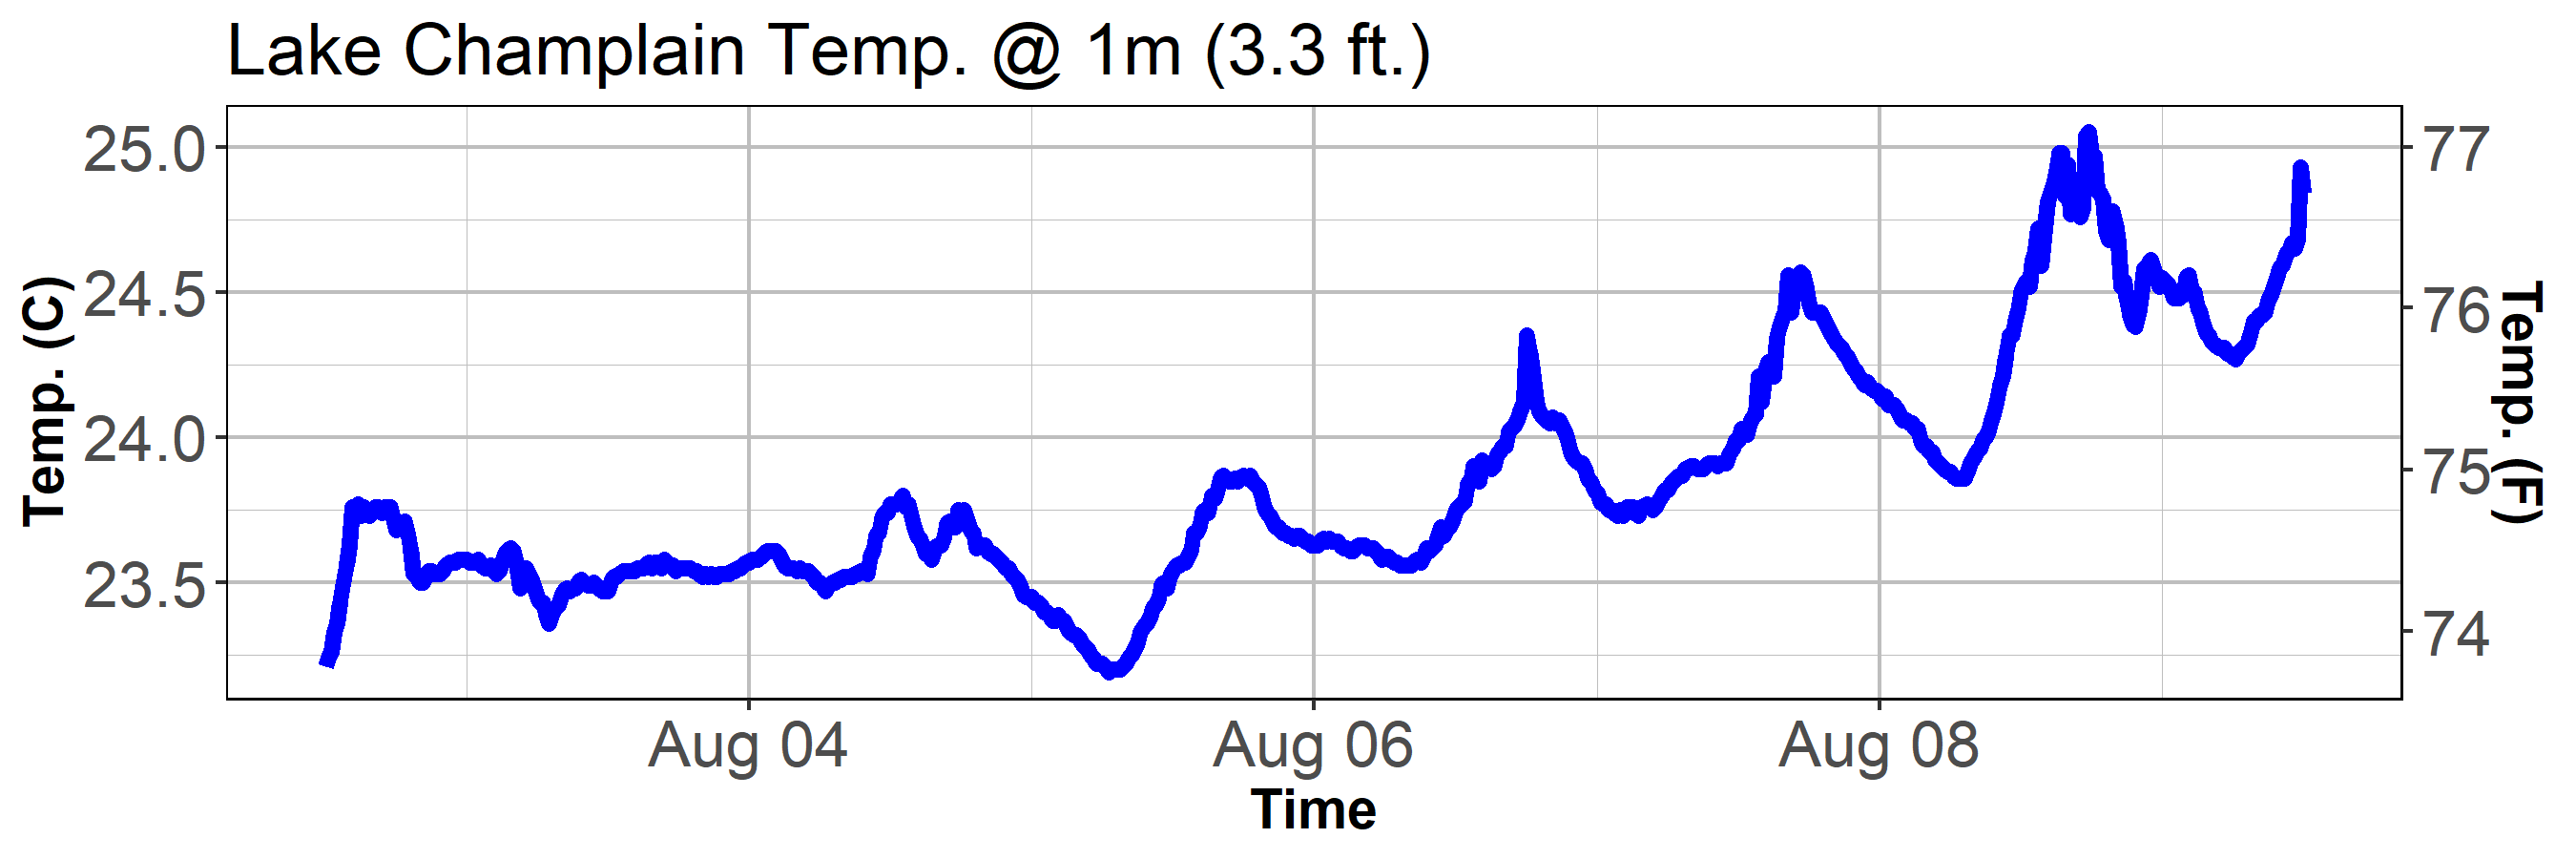 Lake Champlain Temp. @ 1m (3.3 ft.)
Temp. (C)
25.0
24.5
24.0
23.5
77
76
75
74
Temp. (F)
Aug 04
Aug 06
Aug 08
Time